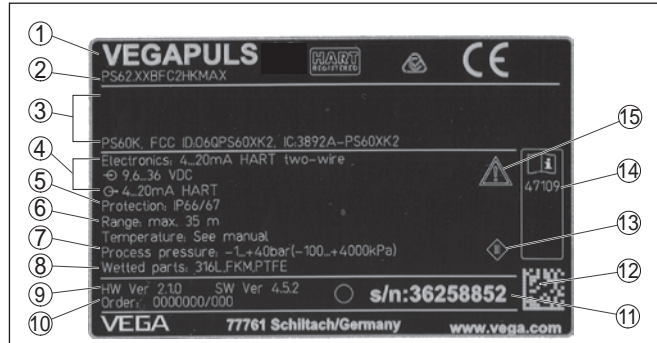 1
VEGAPULS
HART
REGISTERED
CE
2
PS62.XXBFC2HKMAX
3
PS60K, FCC ID:O6QPS60XK2, IC:3892A-PS60XK2
15
4
Electronics: 4...20mA HART two-wire
9,6...36 VDC
4...20mA HART
i
47109
14
5
Protection: IP66/67
6
Range: max. 35 m
Temperature: See manual
13
7
Process pressure: -1...+40bar(-100...+4000kPa)
8
Wetted parts: 316L,FKM,PTFE
12
9
HW Ver 2.1.0 SW Ver 4.5.2
10
Order: 0000000/000
s/n:36258852
11
VEGA
77761 Schiltach/Germany
www.vega.com